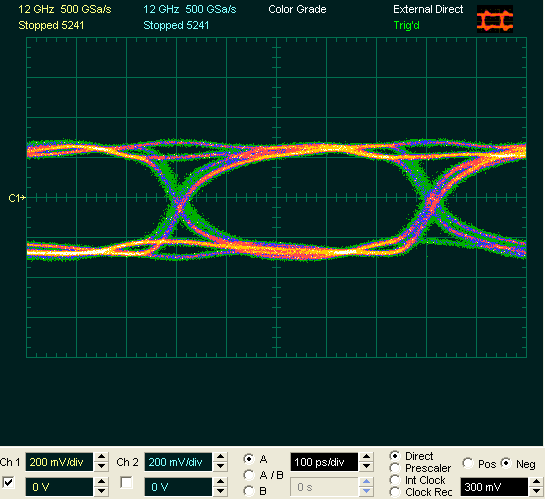 12 GHz 500 GSa/s 12 GHz 500 GSa/s Color Grade External Direct
Stopped 5241 Stopped 5241 Trig'd
C1
Ch 1 200 mV/div Ch 2 200 mV/div A 100 ps/div Direct Pos Neg
0 V 0 V A / B 0 s Prescaler
B Int Clock
Clock Rec 300 mV